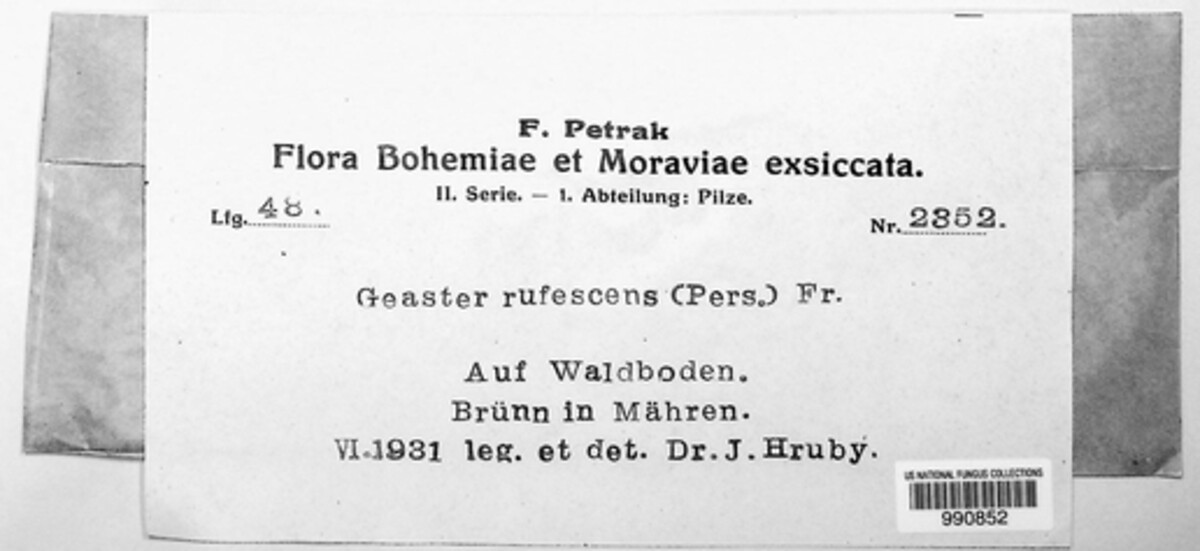 F. Petrak
Flora Bohemiae et Moraviae exsiccata.
II. Serie. — 1. Abteilung: Pilze.
Lfg. 48.
Nr. 2352.
Geaster rufescens (Pers.) Fr.
Auf Waldboden.
Brünn in Mähren.
VI.1931 leg. et det. Dr. J. Hruby.
US NATIONAL FUNGUS COLLECTIONS
990852